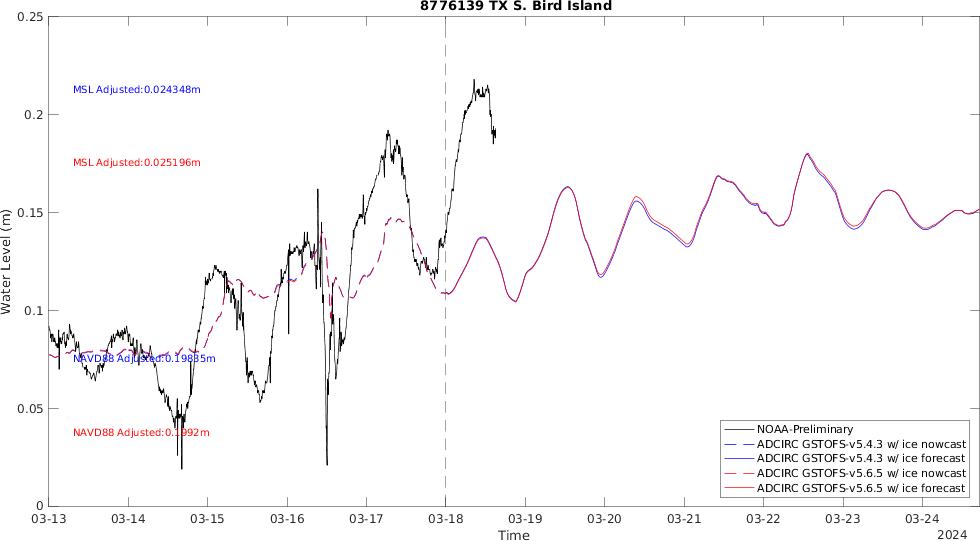 8776139 TX S. Bird Island
0.25
0.2
0.15
0.1
0.05
0
Water Level (m)
MSL Adjusted:0.024348m
MSL Adjusted:0.025196m
NAVD88 Adjusted:0.19835m
NAVD88 Adjusted:0.1992m
NOAA-Preliminary
ADCIRC GSTOFS-v5.4.3 w/ ice nowcast
ADCIRC GSTOFS-v5.4.3 w/ ice forecast
ADCIRC GSTOFS-v5.6.5 w/ ice nowcast
ADCIRC GSTOFS-v5.6.5 w/ ice forecast
03-13 03-14 03-15 03-16 03-17 03-18 03-19 03-20 03-21 03-22 03-23 03-24
Time
2024